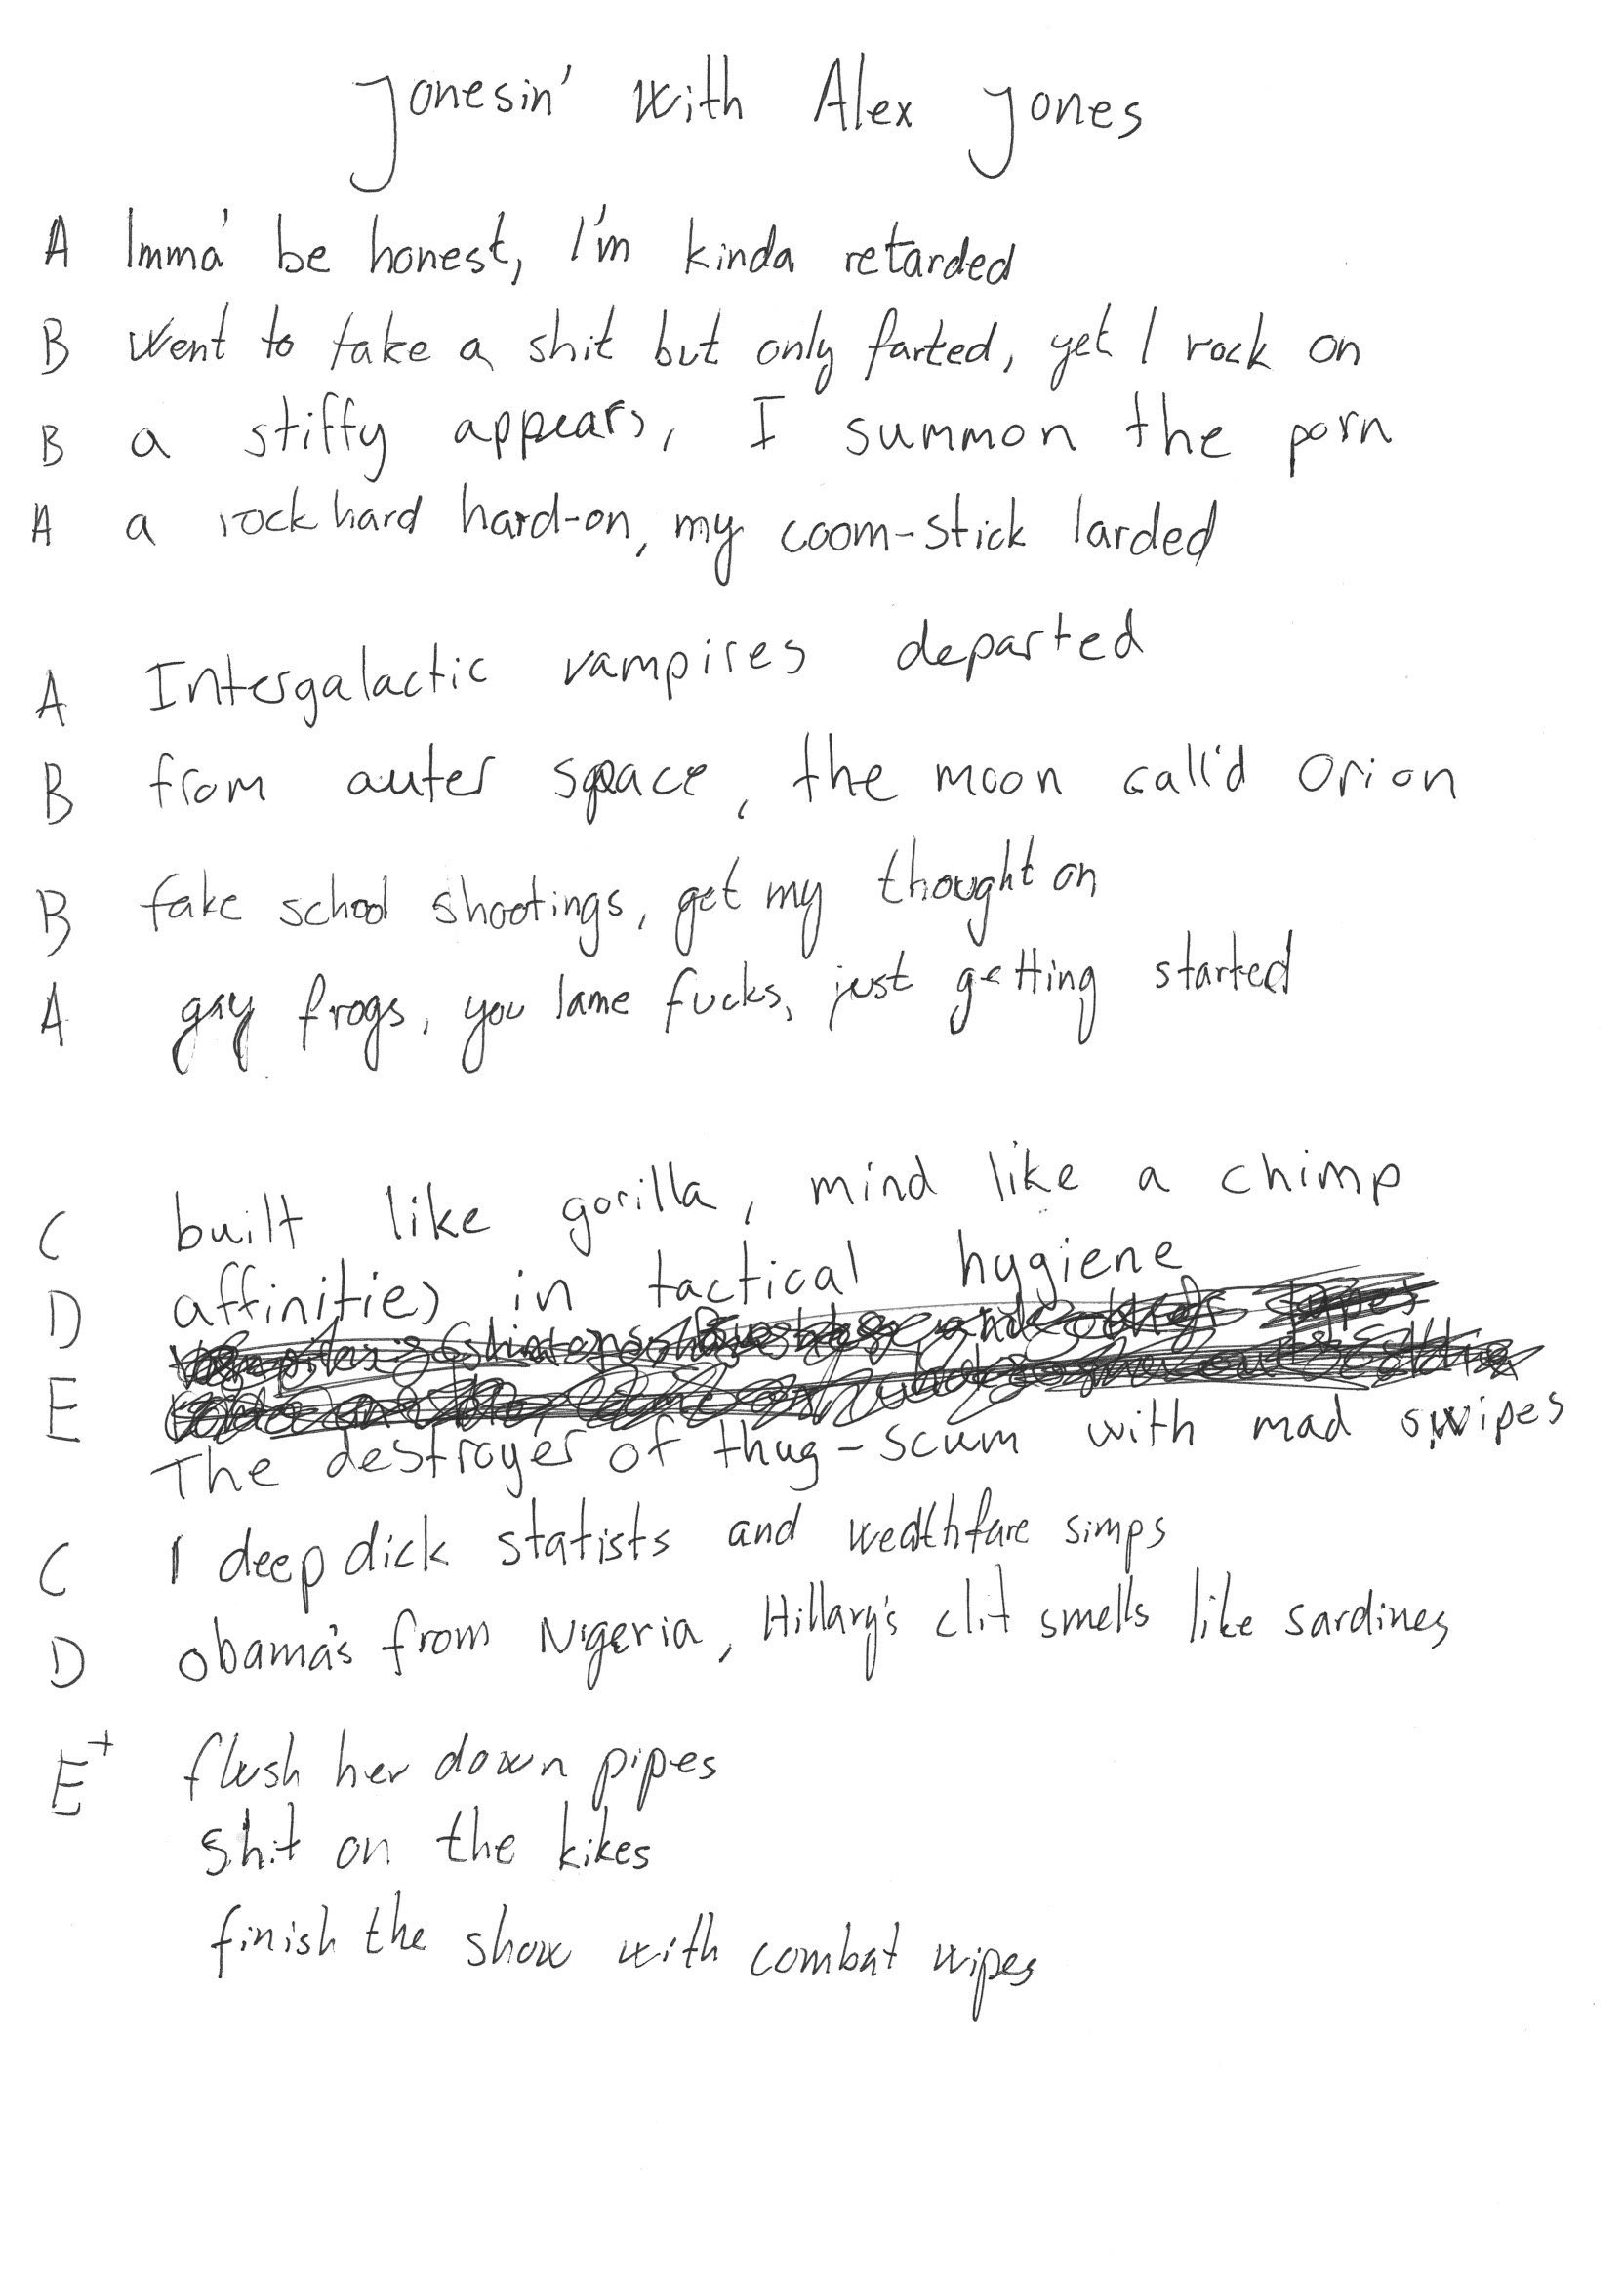 Jonesin' with Alex Jones
A Imma' be honest, I'm kinda retarded
B Went to take a shit but only farted, yet I rock on
B a stiffy appears, I summon the porn
A a rock hard hard-on, my coom-stick larded
A Intergalactic vampires departed
B from outer space, the moon call'd Orion
B fake school shootings, get my thought on
A gay frogs, you lame fucks, just getting started
C built like gorilla, mind like a chimp
D affinities in tactical hygiene
E
The destroyer of thug-scum with mad swipes
C I deep dick statists and wealthfare simps
D Obama's from Nigeria, Hillary's clit smells like sardines
E+ flush her down pipes
shit on the kikes
finish the show with combat wipes